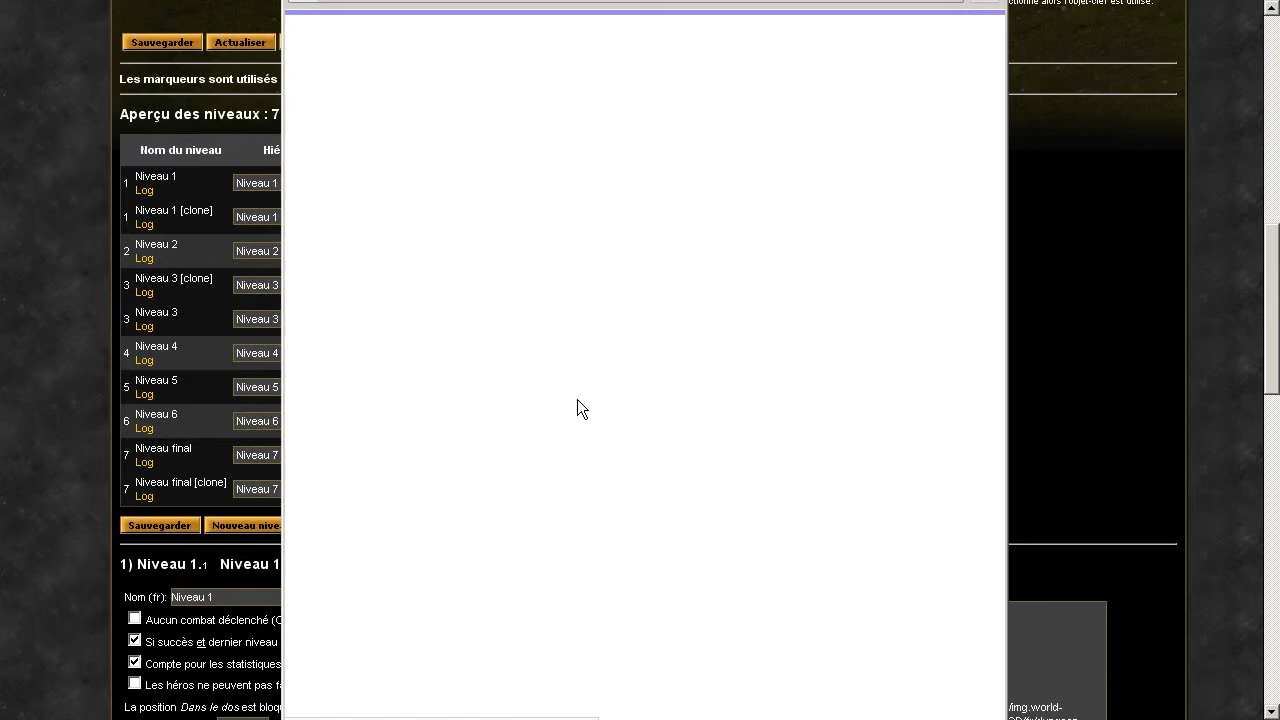 ctionné alors l'objet-clef est utilisé.
Sauvegarder Actualiser
Les marqueurs sont utilisés
Aperçu des niveaux : 7
Nom du niveau Hié
1 Niveau 1 Niveau 1
Log
1 Niveau 1 [clone] Niveau 1
Log
2 Niveau 2 Niveau 2
Log
3 Niveau 3 [clone] Niveau 3
Log
3 Niveau 3 Niveau 3
Log
4 Niveau 4 Niveau 4
Log
5 Niveau 5 Niveau 5
Log
6 Niveau 6 Niveau 6
Log
7 Niveau final Niveau 7
Log
7 Niveau final [clone] Niveau 7
Log
Sauvegarder Nouveau nive
1) Niveau 1.1 Niveau 1
Nom (fr): Niveau 1
Aucun combat déclenché (C
Si succès et dernier niveau
Compte pour les statistiques
Les héros ne peuvent pas f
La position Dans le dos est bloq
/img.world-